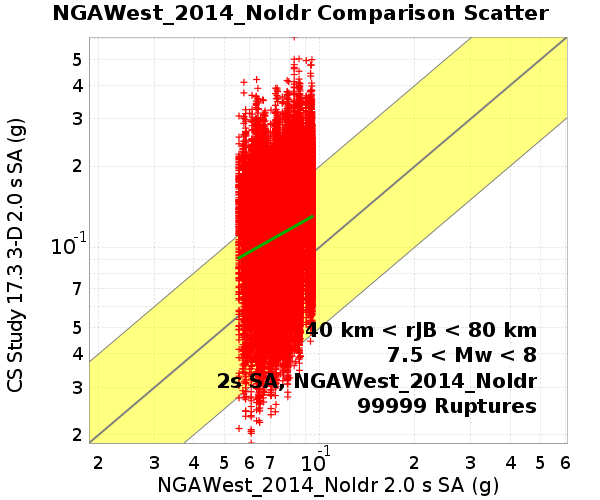 NGAWest_2014_NoIdr Comparison Scatter
CS Study 17.3 3-D 2.0 s SA (g)
5
4
3
2
10-1
7
5
4
3
2
40 km < rJB < 80 km
7.5 < Mw < 8
2s SA, NGAWest_2014_NoIdr
99999 Ruptures
2 3 4 5 6 7 10-1 2 3 4 5 6
NGAWest_2014_NoIdr 2.0 s SA (g)